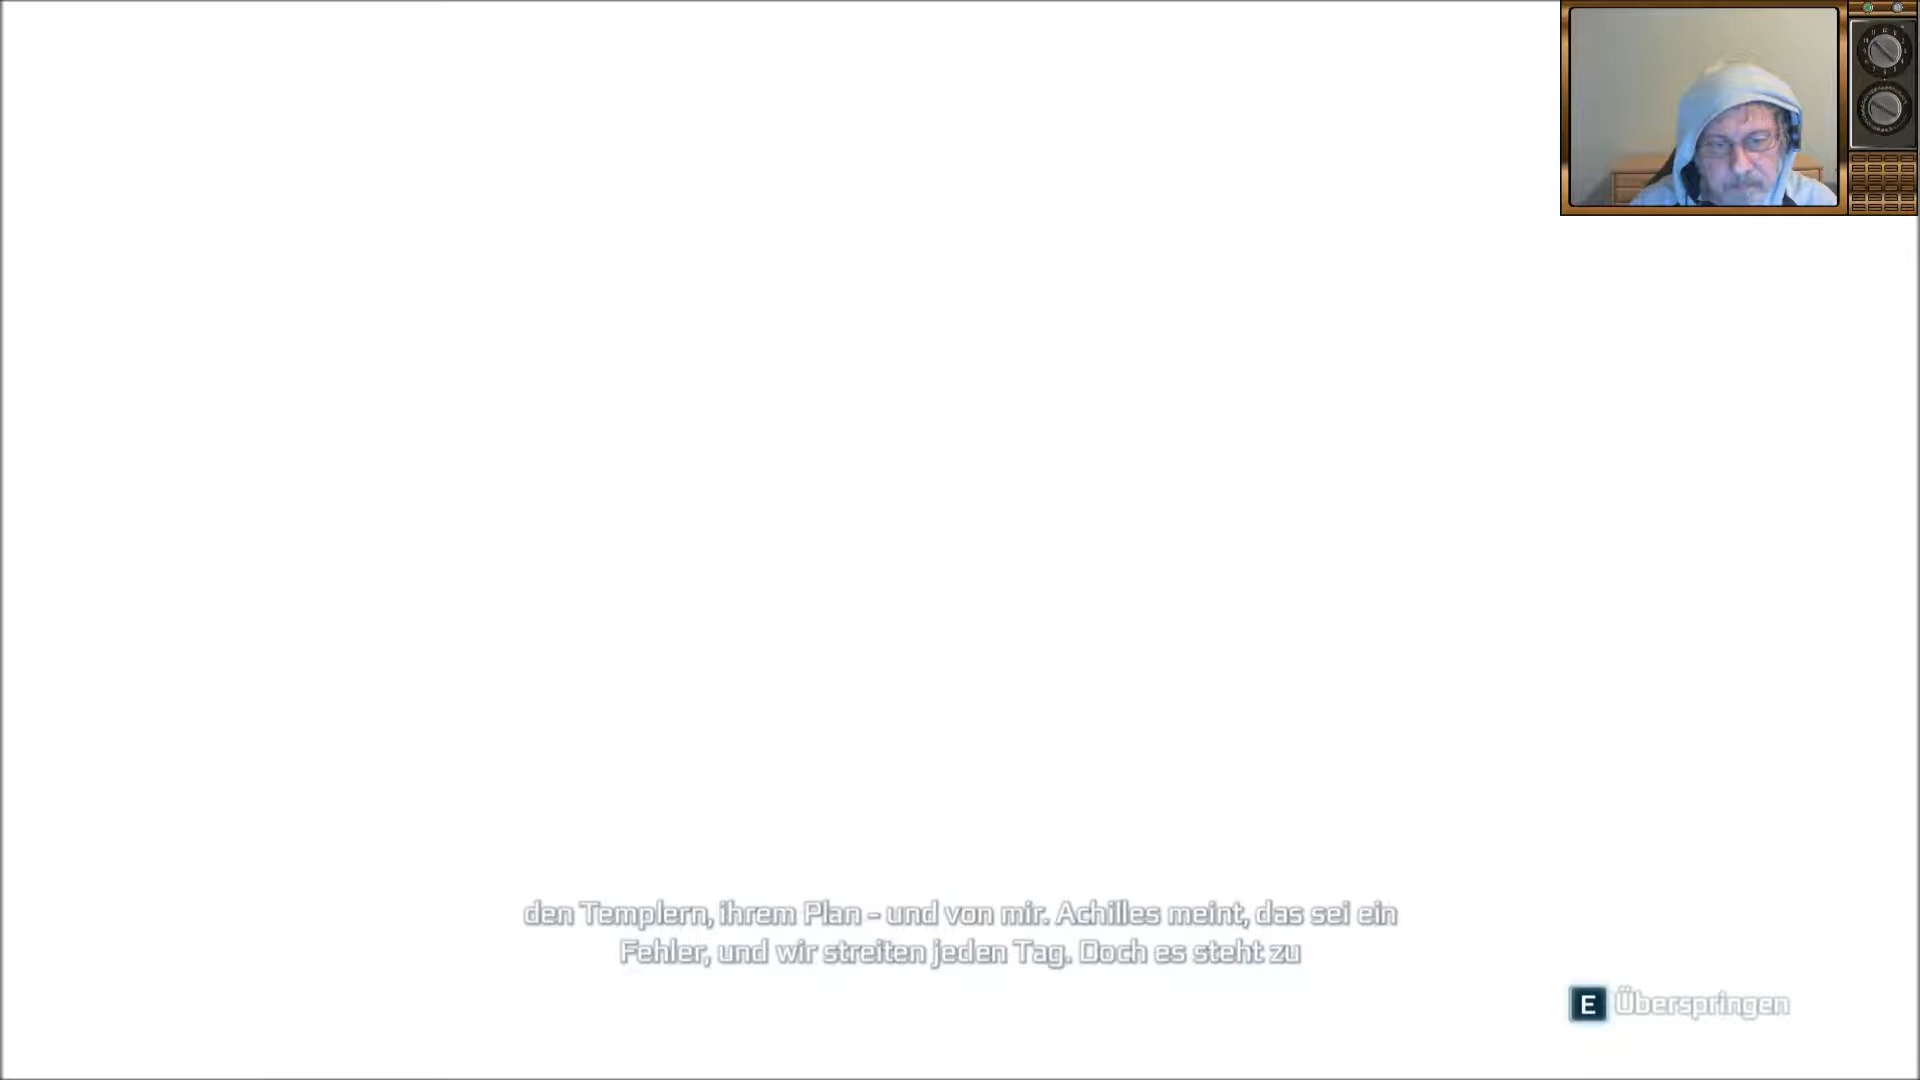 den Templern, ihrem Plan - und von mir. Achilles meint, das sei ein
Fehler, und wir streiten jeden Tag. Doch es steht zu
E Überspringen